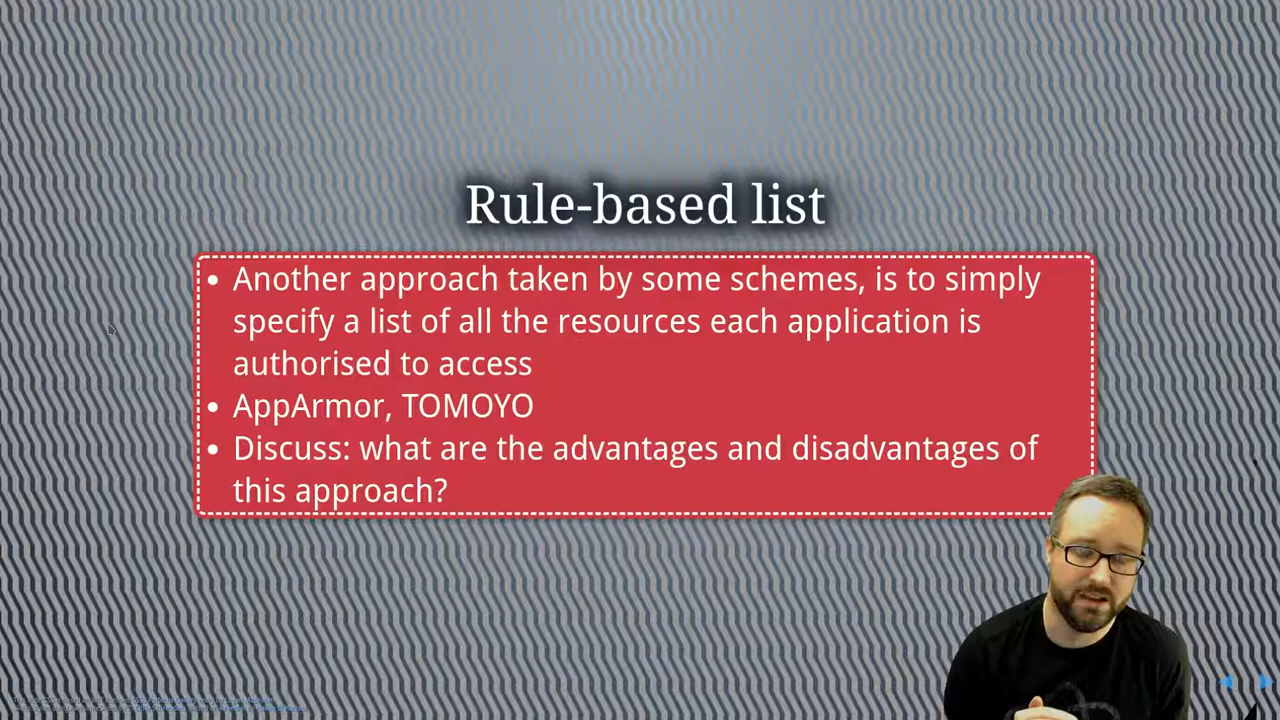 Rule-based list
• Another approach taken by some schemes, is to simply
specify a list of all the resources each application is
authorised to access
• AppArmor, TOMOYO
• Discuss: what are the advantages and disadvantages of
this approach?